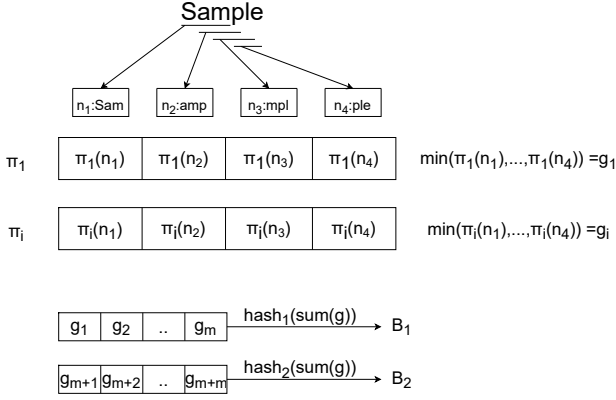 Sample
n₁:Sam n₂:amp n₃:mpl n₄:ple
π₁ π₁(n₁) π₁(n₂) π₁(n₃) π₁(n₄) min(π₁(n₁),...,π₁(n₄)) =g₁
πᵢ πᵢ(n₁) πᵢ(n₂) πᵢ(n₃) πᵢ(n₄) min(πᵢ(n₁),...,πᵢ(n₄)) =gᵢ
g₁ g₂ .. gₘ hash₁(sum(g)) B₁
gₘ₊₁ gₘ₊₂ .. gₘ₊ₘ hash₂(sum(g)) B₂